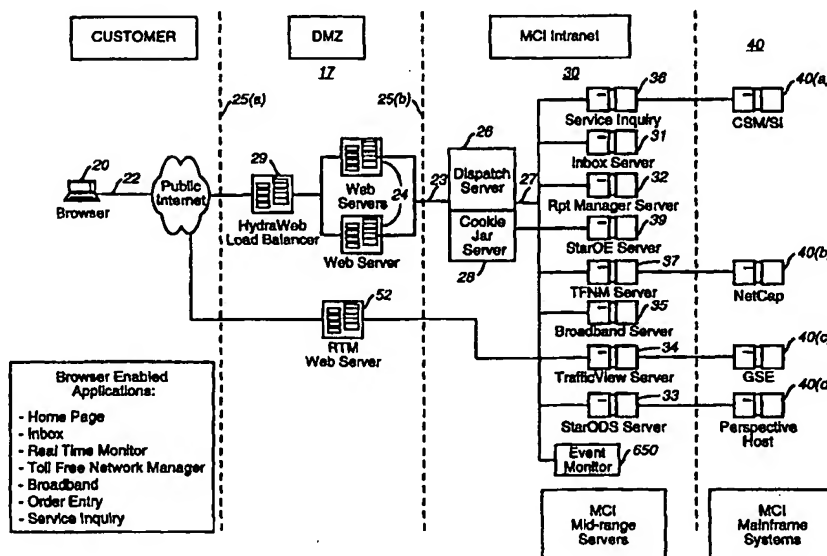 CUSTOMER
DMZ
MCI Intranet
40
17
30
40(a)
25(a)
25(b)
36
Service Inquiry
CSM/SI
31
Inbox Server
26
Dispatch Server
27
20
22
Browser
Public Internet
29
HydraWeb
Load Balancer
Web
Servers
24
Web Server
23
32
Rpt Manager Server
Cookie
Jar
Server
28
39
StarOE Server
37
TFNM Server
40(b)
NetCap
35
Broadband Server
52
RTM
Web Server
34
TrafficView Server
40(c)
GSE
33
StarODS Server
40(d)
Perspective
Host
Event
Monitor
650
Browser Enabled
Applications:
- Home Page
- Inbox
- Real Time Monitor
- Toll Free Network Manager
- Broadband
- Order Entry
- Service Inquiry
MCI
Mid-range
Servers
MCI
Mainframe
Systems